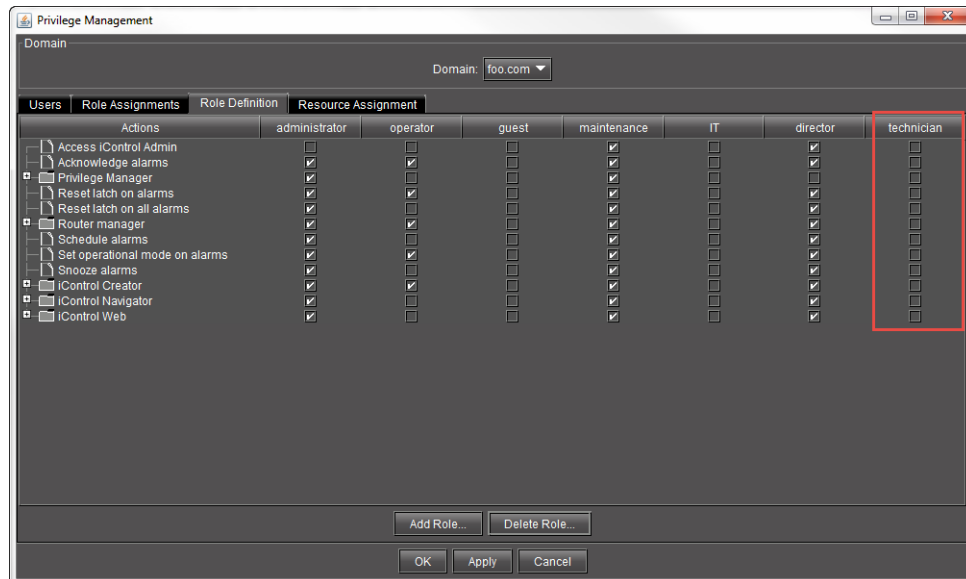 Privilege Management
Domain
Domain: foo.com
Users Role Assignments Role Definition Resource Assignment
Actions administrator operator guest maintenance IT director technician
Access iControl Admin
Acknowledge alarms
Privilege Manager
Reset latch on alarms
Reset latch on all alarms
Router manager
Schedule alarms
Set operational mode on alarms
Snooze alarms
iControl Creator
iControl Navigator
iControl Web
Add Role... Delete Role...
OK Apply Cancel